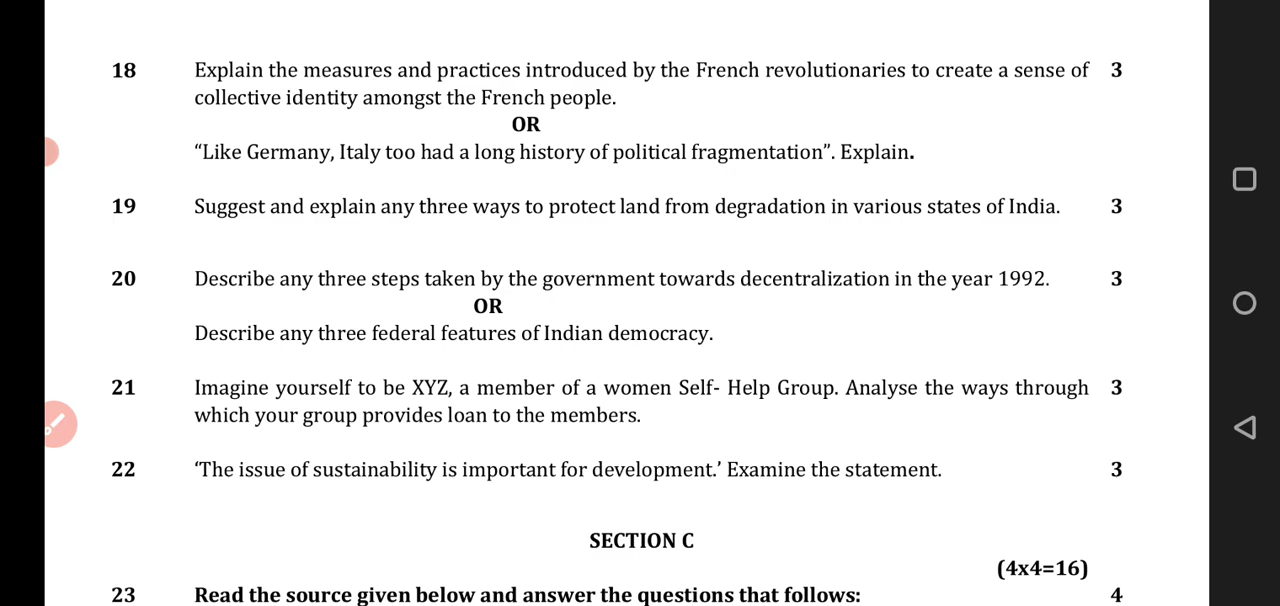 18 Explain the measures and practices introduced by the French revolutionaries to create a sense of 3
collective identity amongst the French people.
OR
“Like Germany, Italy too had a long history of political fragmentation”. Explain.
19 Suggest and explain any three ways to protect land from degradation in various states of India. 3
20 Describe any three steps taken by the government towards decentralization in the year 1992. 3
OR
Describe any three federal features of Indian democracy.
21 Imagine yourself to be XYZ, a member of a women Self- Help Group. Analyse the ways through 3
which your group provides loan to the members.
22 ‘The issue of sustainability is important for development.’ Examine the statement. 3
SECTION C
(4x4=16)
23 Read the source given below and answer the questions that follows: 4